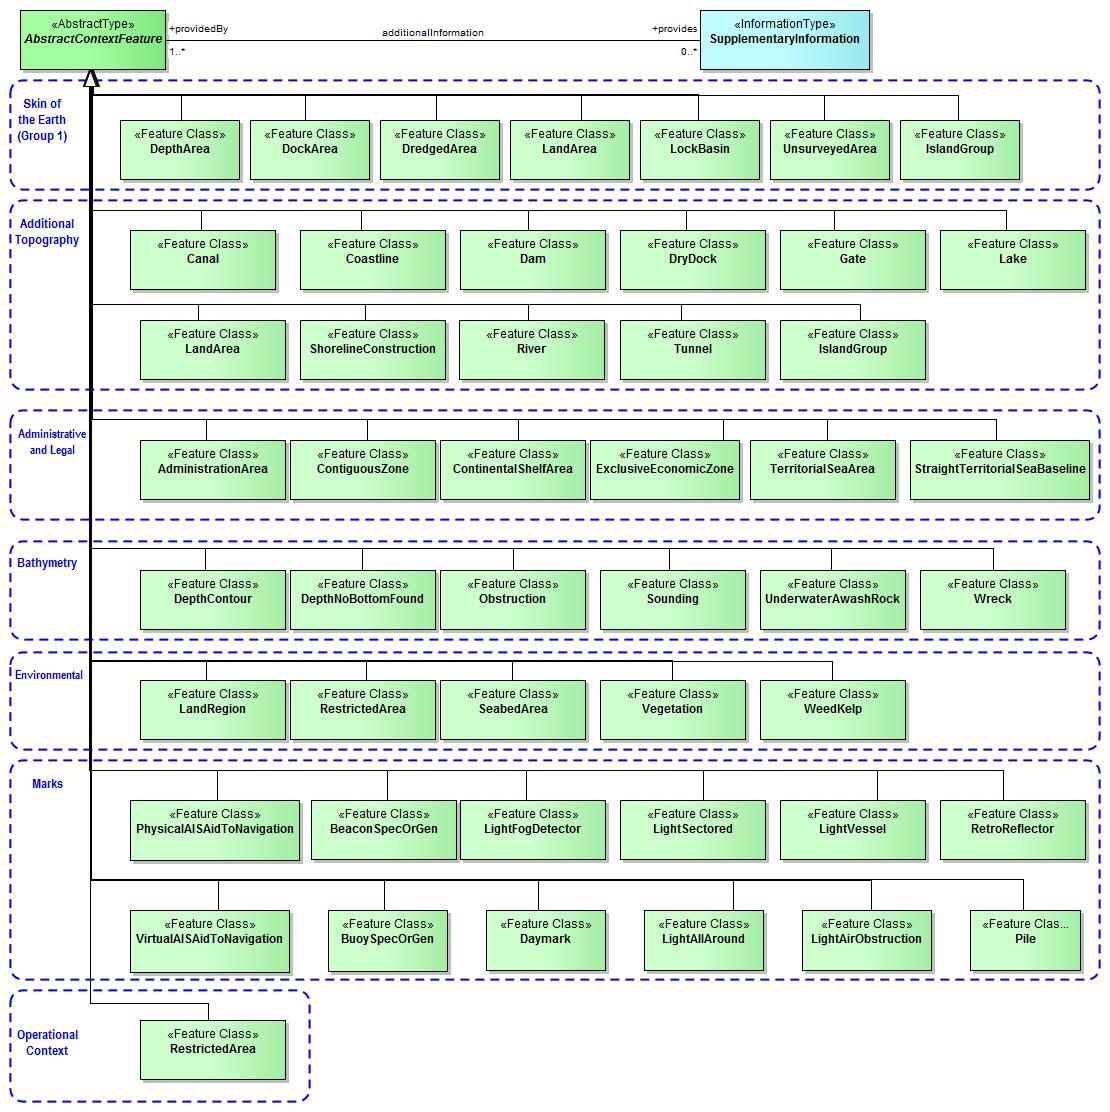 «AbstractType»
AbstractContextFeature
+providedBy
1..*
additionalInformation
+provides
0..*
«InformationType»
SupplementaryInformation
Skin of
the Earth
(Group 1)
«Feature Class»
DepthArea
«Feature Class»
DockArea
«Feature Class»
DredgedArea
«Feature Class»
LandArea
«Feature Class»
LockBasin
«Feature Class»
UnsurveyedArea
«Feature Class»
IslandGroup
Additional
Topography
«Feature Class»
Canal
«Feature Class»
Coastline
«Feature Class»
Dam
«Feature Class»
DryDock
«Feature Class»
Gate
«Feature Class»
Lake
«Feature Class»
LandArea
«Feature Class»
ShorelineConstruction
«Feature Class»
River
«Feature Class»
Tunnel
«Feature Class»
IslandGroup
Administrative
and Legal
«Feature Class»
AdministrationArea
«Feature Class»
ContiguousZone
«Feature Class»
ContinentalShelfArea
«Feature Class»
ExclusiveEconomicZone
«Feature Class»
TerritorialSeaArea
«Feature Class»
StraightTerritorialSeaBaseline
Bathymetry
«Feature Class»
DepthContour
«Feature Class»
DepthNoBottomFound
«Feature Class»
Obstruction
«Feature Class»
Sounding
«Feature Class»
UnderwaterAwashRock
«Feature Class»
Wreck
Environmental
«Feature Class»
LandRegion
«Feature Class»
RestrictedArea
«Feature Class»
SeabedArea
«Feature Class»
Vegetation
«Feature Class»
WeedKelp
Marks
«Feature Class»
PhysicalAISAidToNavigation
«Feature Class»
BeaconSpecOrGen
«Feature Class»
LightFogDetector
«Feature Class»
LightSectored
«Feature Class»
LightVessel
«Feature Class»
RetroReflector
«Feature Class»
VirtualAISAidToNavigation
«Feature Class»
BuoySpecOrGen
«Feature Class»
Daymark
«Feature Class»
LightAllAround
«Feature Class»
LightAirObstruction
«Feature Clas...
Pile
Operational
Context
«Feature Class»
RestrictedArea